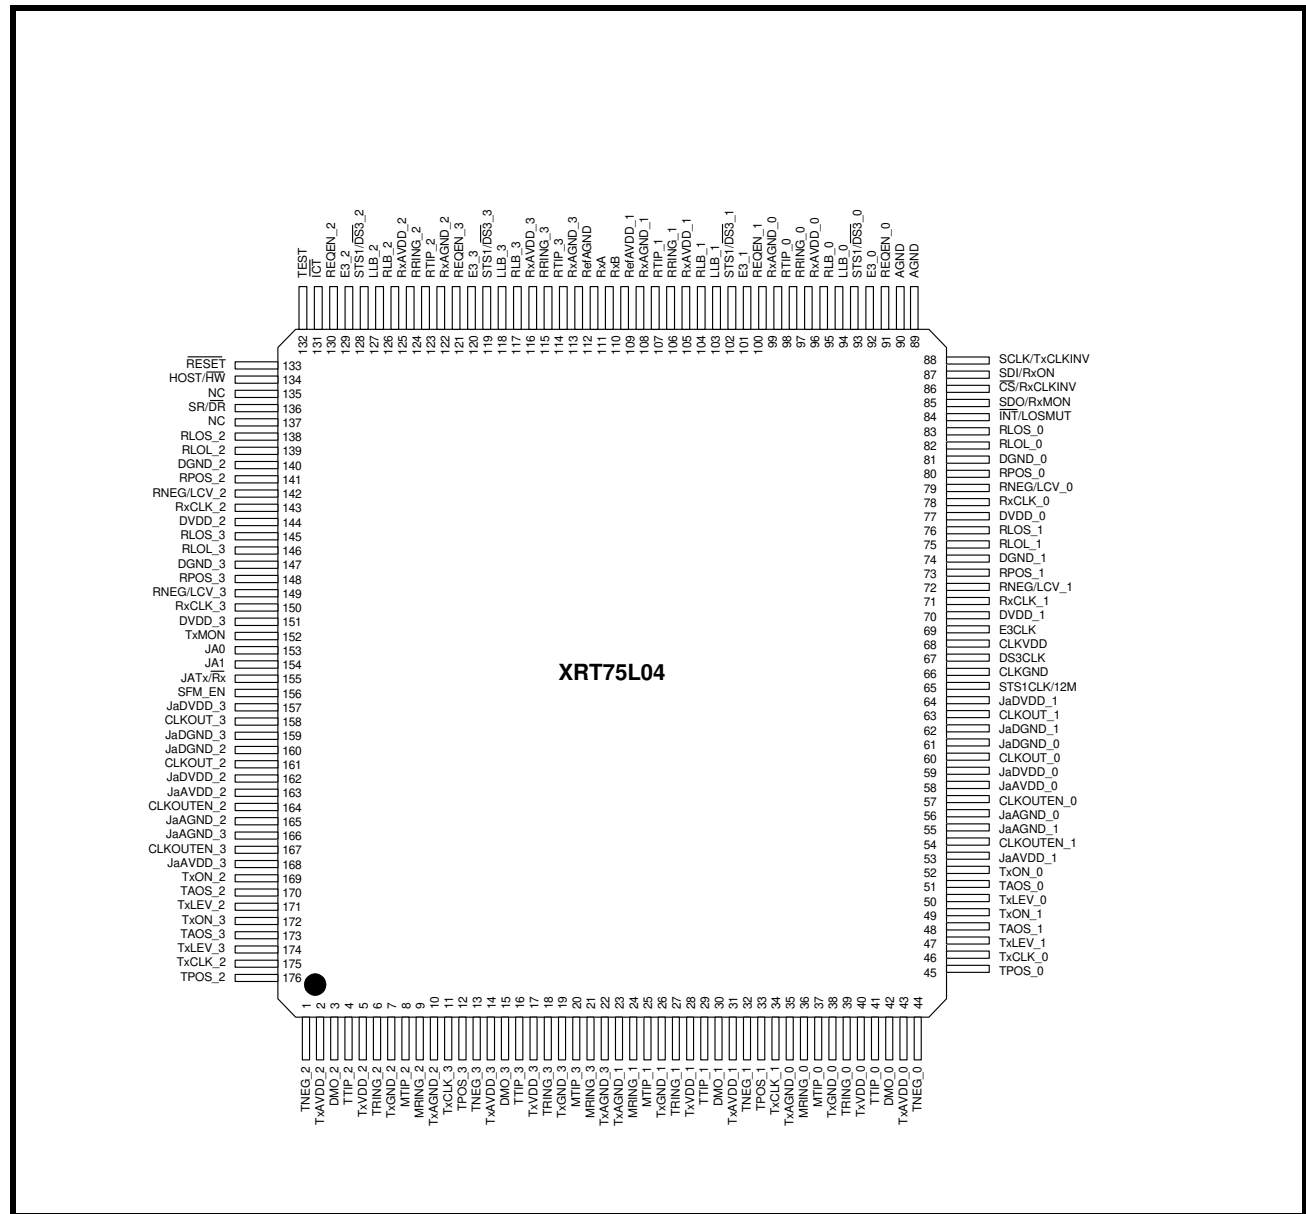 TEST 132
ICT 131
REQEN_2 130
E3_2 129
STS1/DS3_2 128
LLB_2 127
RLB_2 126
RxAVDD_2 125
RRING_2 124
RTIP_2 123
RxAGND_2 122
REQEN_3 121
E3_3 120
STS1/DS3_3 119
LLB_3 118
RLB_3 117
RxAVDD_3 116
RRING_3 115
RTIP_3 114
RxAGND_3 113
RefAGND 112
RxA 111
RxB 110
RefAVDD_1 109
RxAGND_1 108
RTIP_1 107
RRING_1 106
RxAVDD_1 105
RLB_1 104
LLB_1 103
STS1/DS3_1 102
E3_1 101
REQEN_1 100
RxAGND_0 99
RTIP_0 98
RRING_0 97
RxAVDD_0 96
RLB_0 95
LLB_0 94
STS1/DS3_0 93
E3_0 92
REQEN_0 91
AGND 90
AGND 89
RESET 133
HOST/HW 134
NC 135
SR/DR 136
NC 137
RLOS_2 138
RLOL_2 139
DGND_2 140
RPOS_2 141
RNEG/LCV_2 142
RxCLK_2 143
DVDD_2 144
RLOS_3 145
RLOL_3 146
DGND_3 147
RPOS_3 148
RNEG/LCV_3 149
RxCLK_3 150
DVDD_3 151
TxMON 152
JA0 153
JA1 154
JATx/Rx 155
SFM_EN 156
JaDVDD_3 157
CLKOUT_3 158
JaDGND_3 159
JaDGND_2 160
CLKOUT_2 161
JaDVDD_2 162
JaAVDD_2 163
CLKOUTEN_2 164
JaAGND_2 165
JaAGND_3 166
CLKOUTEN_3 167
JaAVDD_3 168
TxON_2 169
TAOS_2 170
TxLEV_2 171
TxON_3 172
TAOS_3 173
TxLEV_3 174
TxCLK_2 175
TPOS_2 176
XRT75L04
88 SCLK/TxCLKINV
87 SDI/RxON
86 CS/RxCLKINV
85 SDO/RxMON
84 INT/LOSMUT
83 RLOS_0
82 RLOL_0
81 DGND_0
80 RPOS_0
79 RNEG/LCV_0
78 RxCLK_0
77 DVDD_0
76 RLOS_1
75 RLOL_1
74 DGND_1
73 RPOS_1
72 RNEG/LCV_1
71 RxCLK_1
70 DVDD_1
69 E3CLK
68 CLKVDD
67 DS3CLK
66 CLKGND
65 STS1CLK/12M
64 JaDVDD_1
63 CLKOUT_1
62 JaDGND_1
61 JaDGND_0
60 CLKOUT_0
59 JaDVDD_0
58 JaAVDD_0
57 CLKOUTEN_0
56 JaAGND_0
55 JaAGND_1
54 CLKOUTEN_1
53 JaAVDD_1
52 TxON_0
51 TAOS_0
50 TxLEV_0
49 TxON_1
48 TAOS_1
47 TxLEV_1
46 TxCLK_0
45 TPOS_0
1 TNEG_2
2 TxAVDD_2
3 DMO_2
4 TTIP_2
5 TxVDD_2
6 TRING_2
7 TxGND_2
8 MTIP_2
9 MRING_2
10 TxAGND_2
11 TxCLK_3
12 TPOS_3
13 TNEG_3
14 TxAVDD_3
15 DMO_3
16 TTIP_3
17 TxVDD_3
18 TRING_3
19 TxGND_3
20 MTIP_3
21 MRING_3
22 TxAGND_3
23 TxAGND_1
24 MRING_1
25 MTIP_1
26 TxGND_1
27 TRING_1
28 TxVDD_1
29 TTIP_1
30 DMO_1
31 TxAVDD_1
32 TNEG_1
33 TPOS_1
34 TxCLK_1
35 TxAGND_0
36 MRING_0
37 MTIP_0
38 TxGND_0
39 TRING_0
40 TxVDD_0
41 TTIP_0
42 DMO_0
43 TxAVDD_0
44 TNEG_0